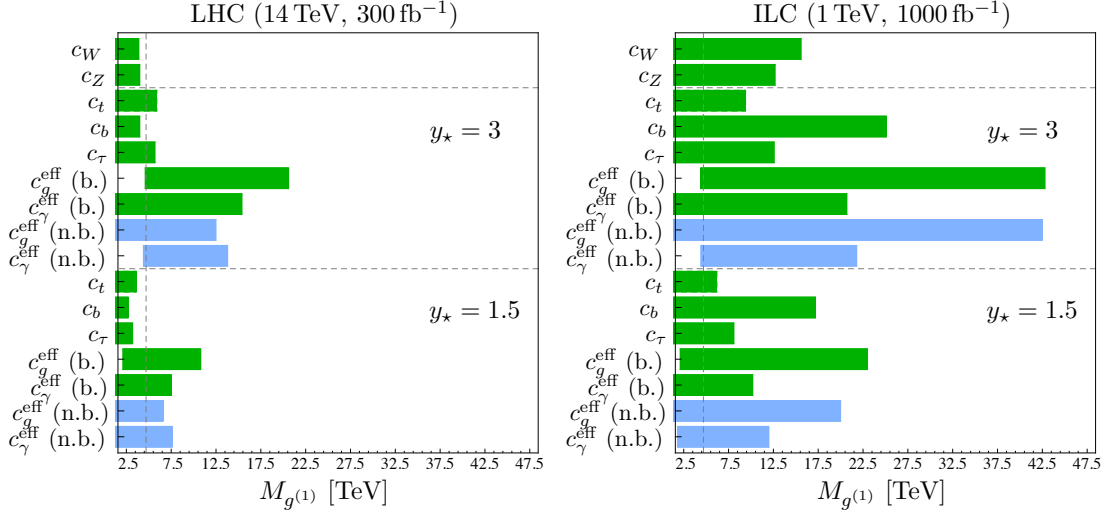 LHC (14 TeV, 300 fb⁻¹)
c_W
c_Z
c_t
c_b
c_τ
c_g^eff (b.)
c_γ^eff (b.)
c_g^eff (n.b.)
c_γ^eff (n.b.)
c_t
c_b
c_τ
c_g^eff (b.)
c_γ^eff (b.)
c_g^eff (n.b.)
c_γ^eff (n.b.)
y_⋆ = 3
y_⋆ = 1.5
2.5 7.5 12.5 17.5 22.5 27.5 32.5 37.5 42.5 47.5
M_g⁽¹⁾ [TeV]
ILC (1 TeV, 1000 fb⁻¹)
c_W
c_Z
c_t
c_b
c_τ
c_g^eff (b.)
c_γ^eff (b.)
c_g^eff (n.b.)
c_γ^eff (n.b.)
c_t
c_b
c_τ
c_g^eff (b.)
c_γ^eff (b.)
c_g^eff (n.b.)
c_γ^eff (n.b.)
y_⋆ = 3
y_⋆ = 1.5
2.5 7.5 12.5 17.5 22.5 27.5 32.5 37.5 42.5 47.5
M_g⁽¹⁾ [TeV]